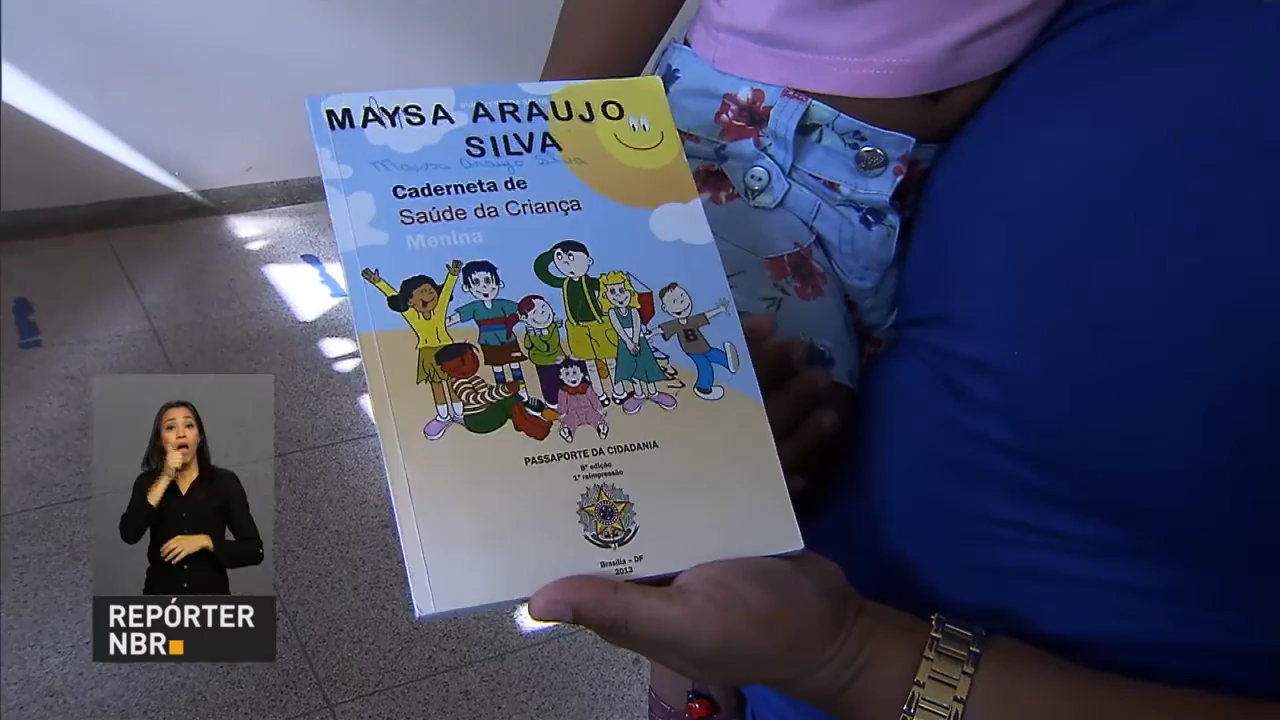 MAYSA ARAUJO
SILVA
Maysa Araujo Silva
Caderneta de
Saúde da Criança
Menina
B
PASSAPORTE DA CIDADANIA
8ª edição
1ª reimpressão
Brasília – DF
2013
REPÓRTER
NBR